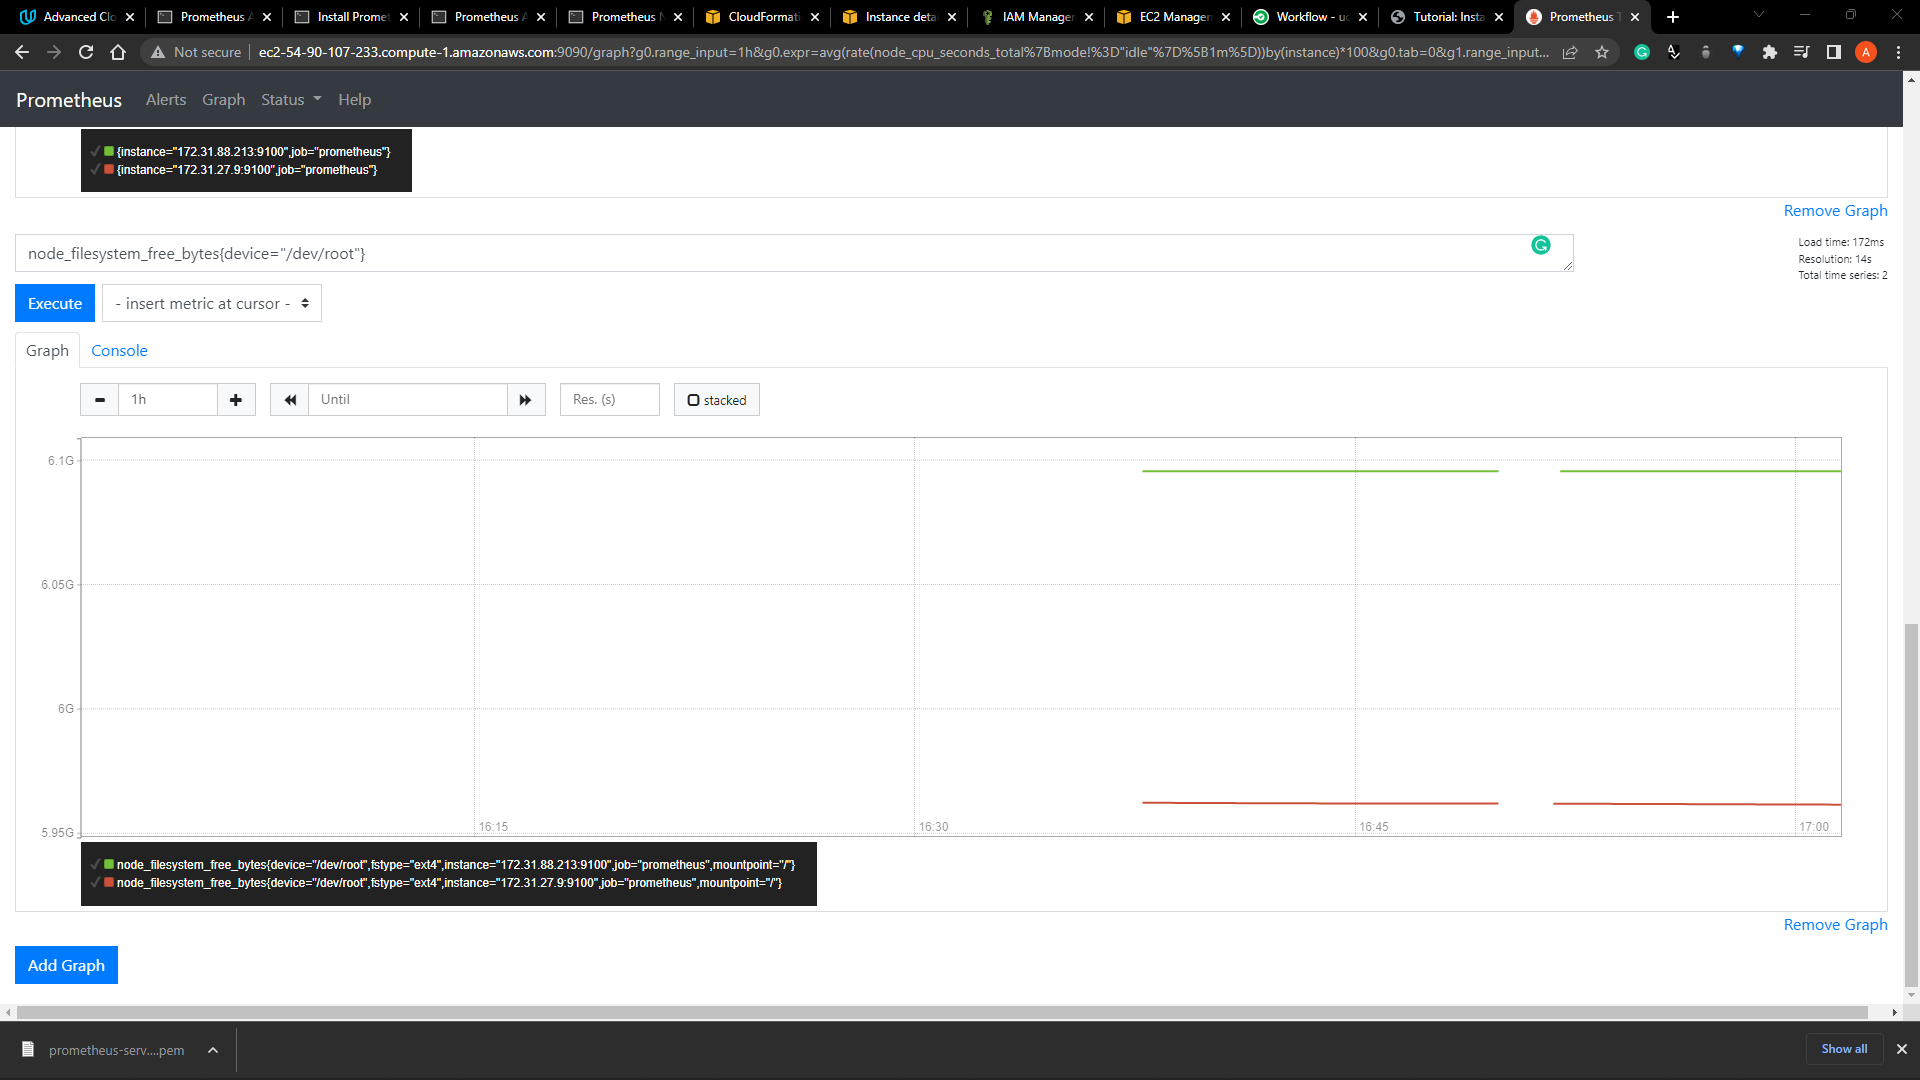 Advanced Clo
Prometheus A
Install Promet
Prometheus A
Prometheus N
CloudFormati
Instance deta
IAM Manager
EC2 Managem
Workflow - ud
Tutorial: Insta
Prometheus T
Not secure
ec2-54-90-107-233.compute-1.amazonaws.com:9090/graph?g0.range_input=1h&g0.expr=avg(rate(node_cpu_seconds_total%7Bmode!%3D"idle"%7D%5B1m%5D))by(instance)*100&g0.tab=0&g1.range_input...
A
Prometheus
Alerts
Graph
Status
Help
{instance="172.31.88.213:9100",job="prometheus"}
{instance="172.31.27.9:9100",job="prometheus"}
Remove Graph
node_filesystem_free_bytes{device="/dev/root"}
Load time: 172ms
Resolution: 14s
Total time series: 2
Execute
- insert metric at cursor -
Graph
Console
1h
Until
Res. (s)
stacked
6.1G
6.05G
6G
5.95G
16:15
16:30
16:45
17:00
node_filesystem_free_bytes{device="/dev/root",fstype="ext4",instance="172.31.88.213:9100",job="prometheus",mountpoint="/"}
node_filesystem_free_bytes{device="/dev/root",fstype="ext4",instance="172.31.27.9:9100",job="prometheus",mountpoint="/"}
Remove Graph
Add Graph
prometheus-serv....pem
Show all